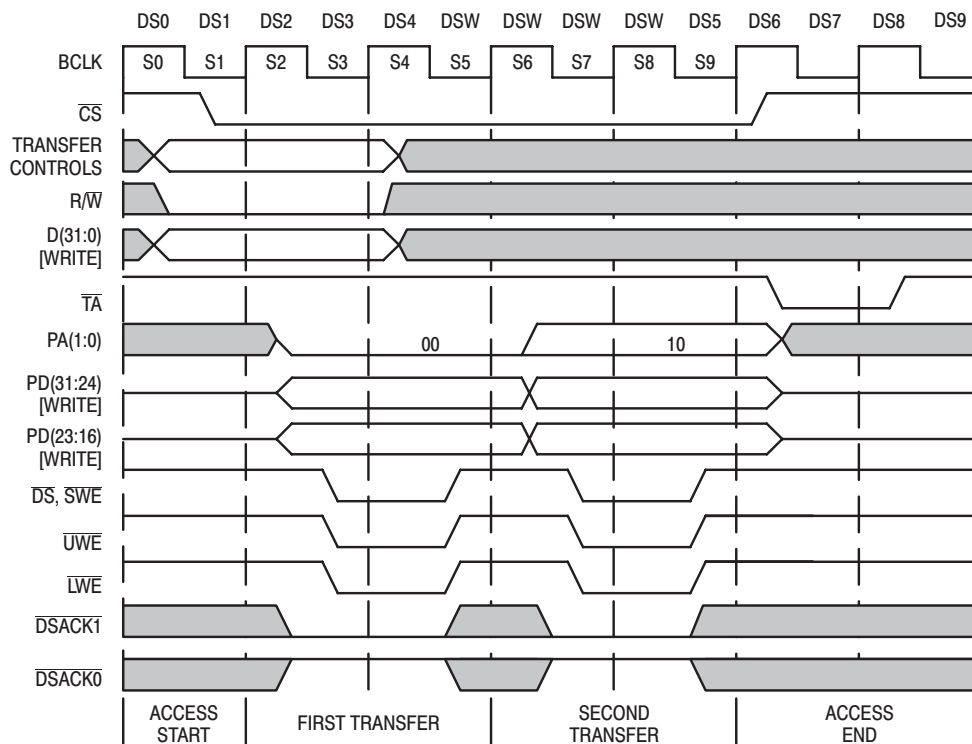 DS0 DS1 DS2 DS3 DS4 DSW DSW DSW DSW DS5 DS6 DS7 DS8 DS9
BCLK S0 S1 S2 S3 S4 S5 S6 S7 S8 S9
CS
TRANSFER
CONTROLS
R/W
D(31:0)
[WRITE]
TA
PA(1:0) 00 10
PD(31:24)
[WRITE]
PD(23:16)
[WRITE]
DS, SWE
UWE
LWE
DSACK1
DSACK0
ACCESS
START
FIRST TRANSFER
SECOND
TRANSFER
ACCESS
END